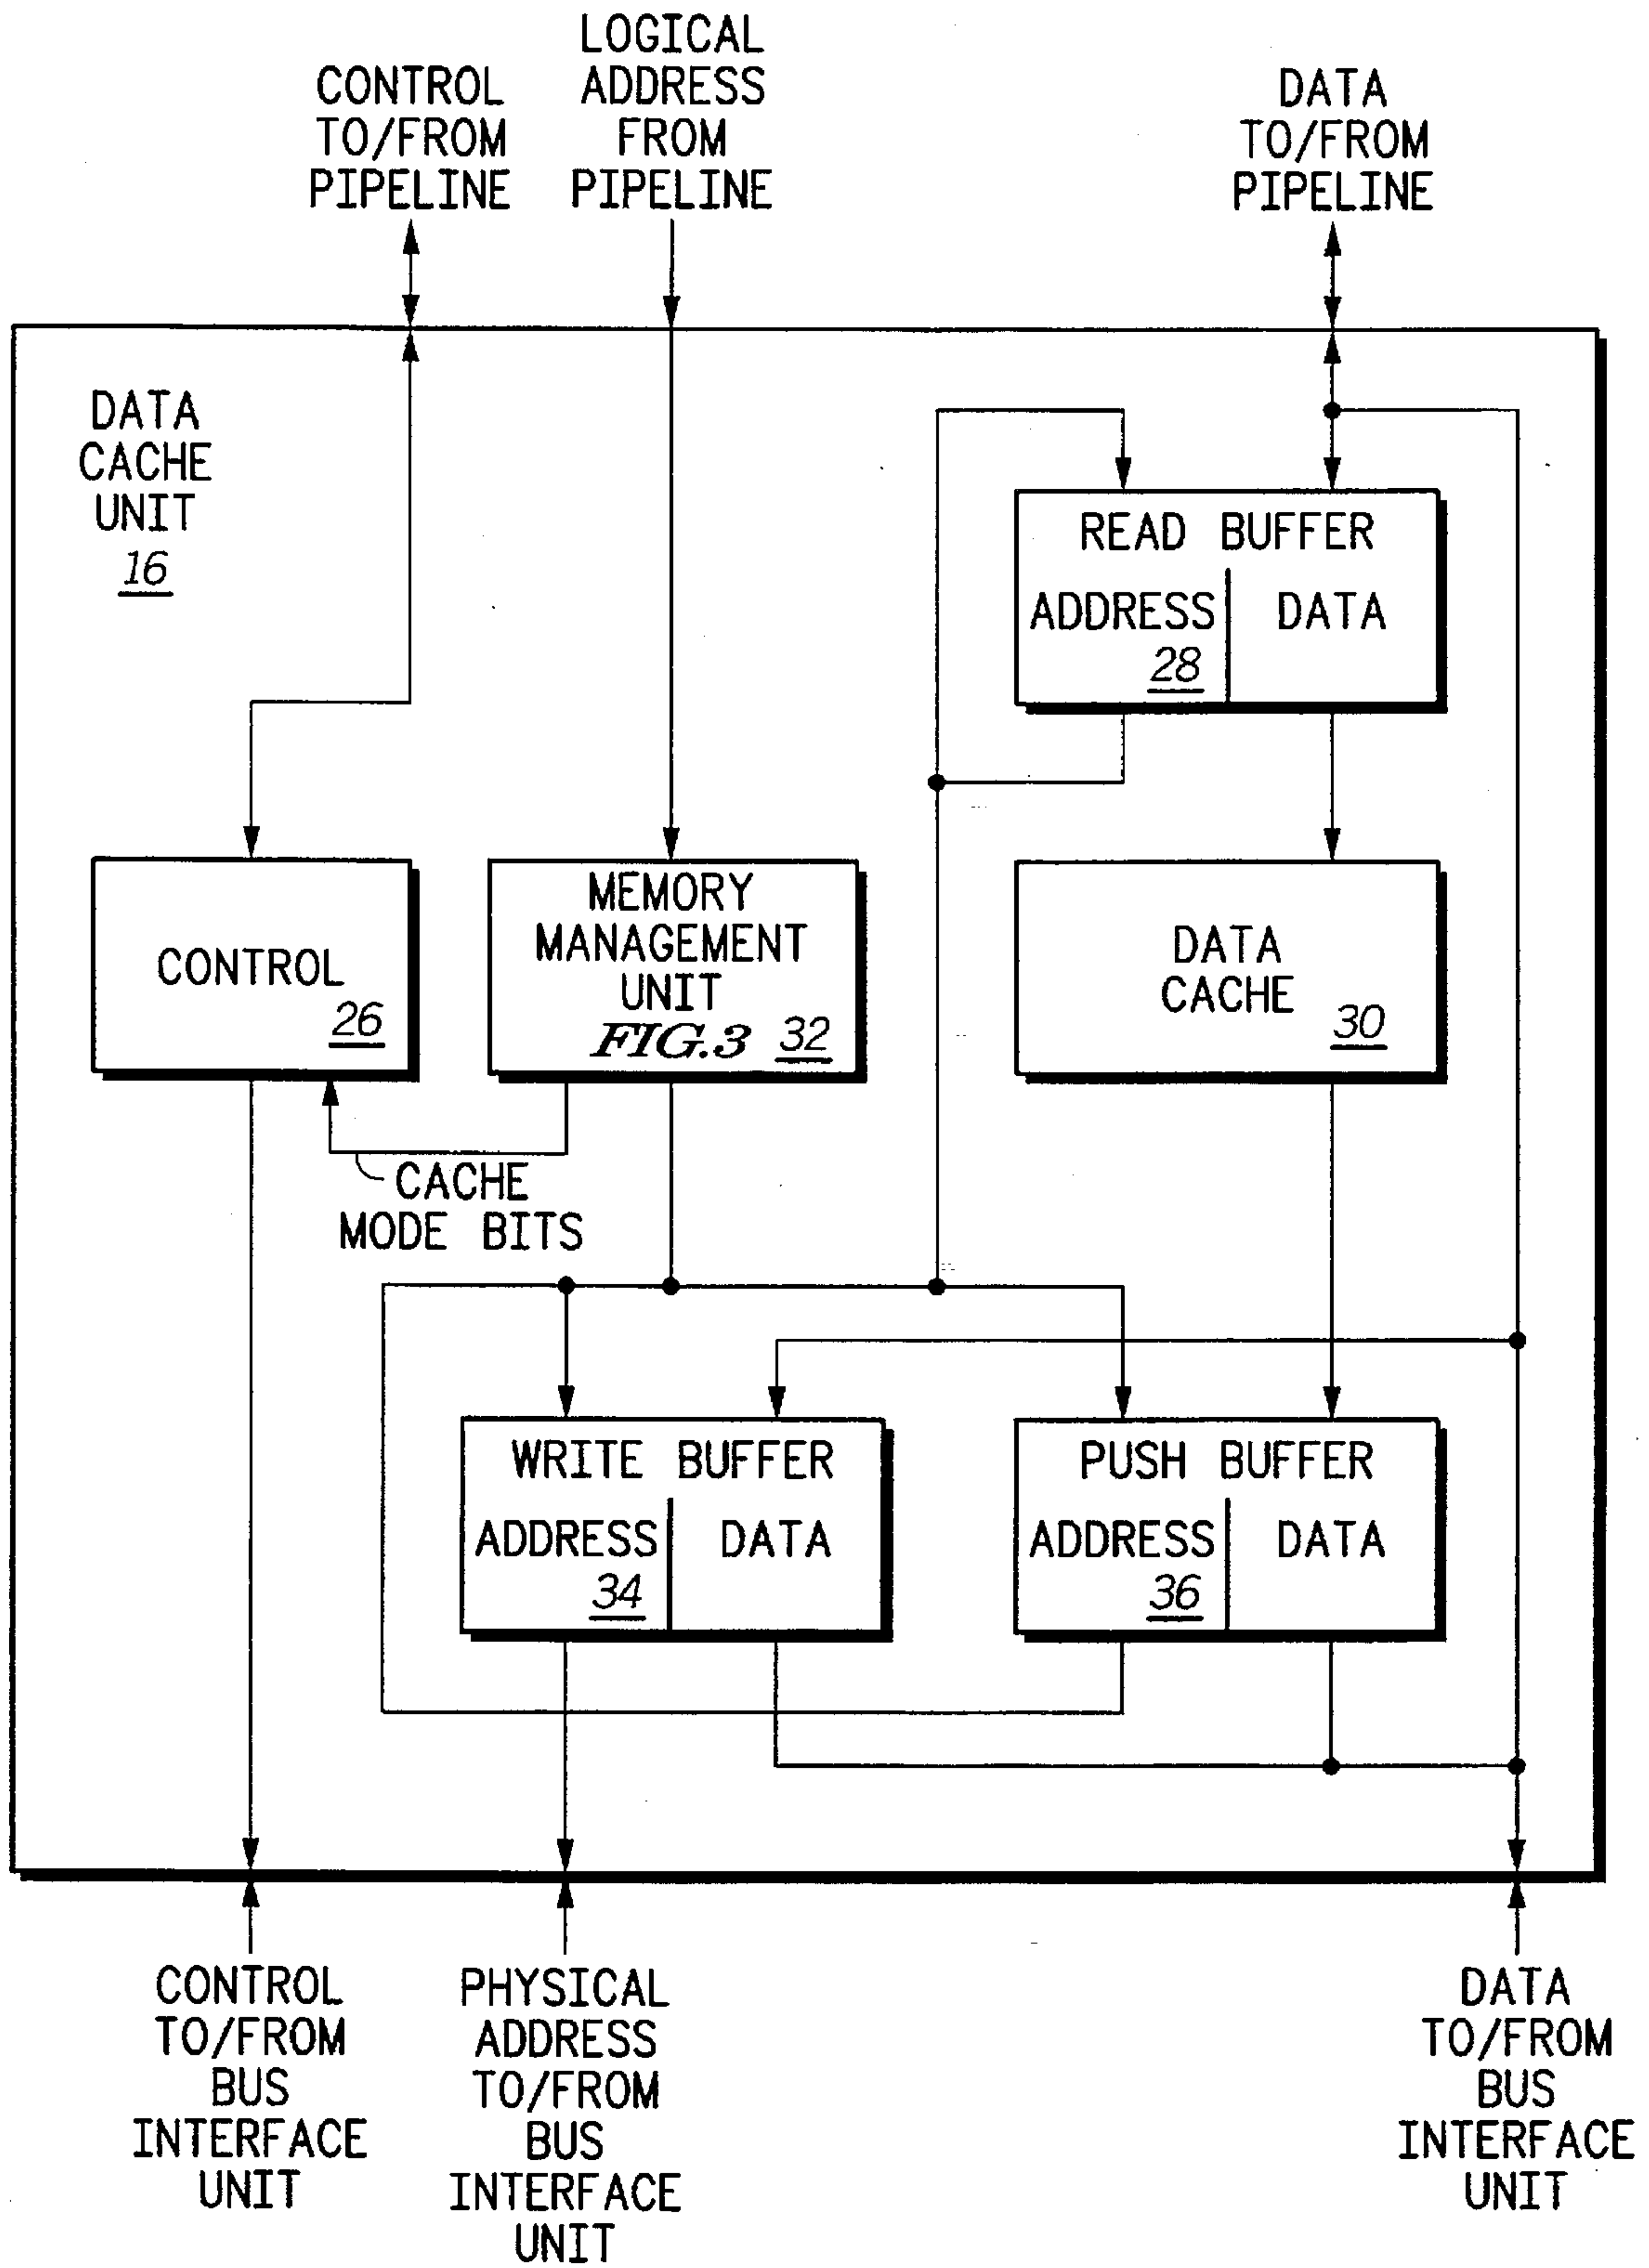 CONTROL
TO/FROM
PIPELINE
LOGICAL
ADDRESS
FROM
PIPELINE
DATA
TO/FROM
PIPELINE
DATA
CACHE
UNIT
16
READ BUFFER
ADDRESS DATA
28
CONTROL
26
MEMORY
MANAGEMENT
UNIT
FIG.3 32
DATA
CACHE
30
CACHE
MODE BITS
WRITE BUFFER
ADDRESS DATA
34
PUSH BUFFER
ADDRESS DATA
36
CONTROL
TO/FROM
BUS
INTERFACE
UNIT
PHYSICAL
ADDRESS
TO/FROM
BUS
INTERFACE
UNIT
DATA
TO/FROM
BUS
INTERFACE
UNIT